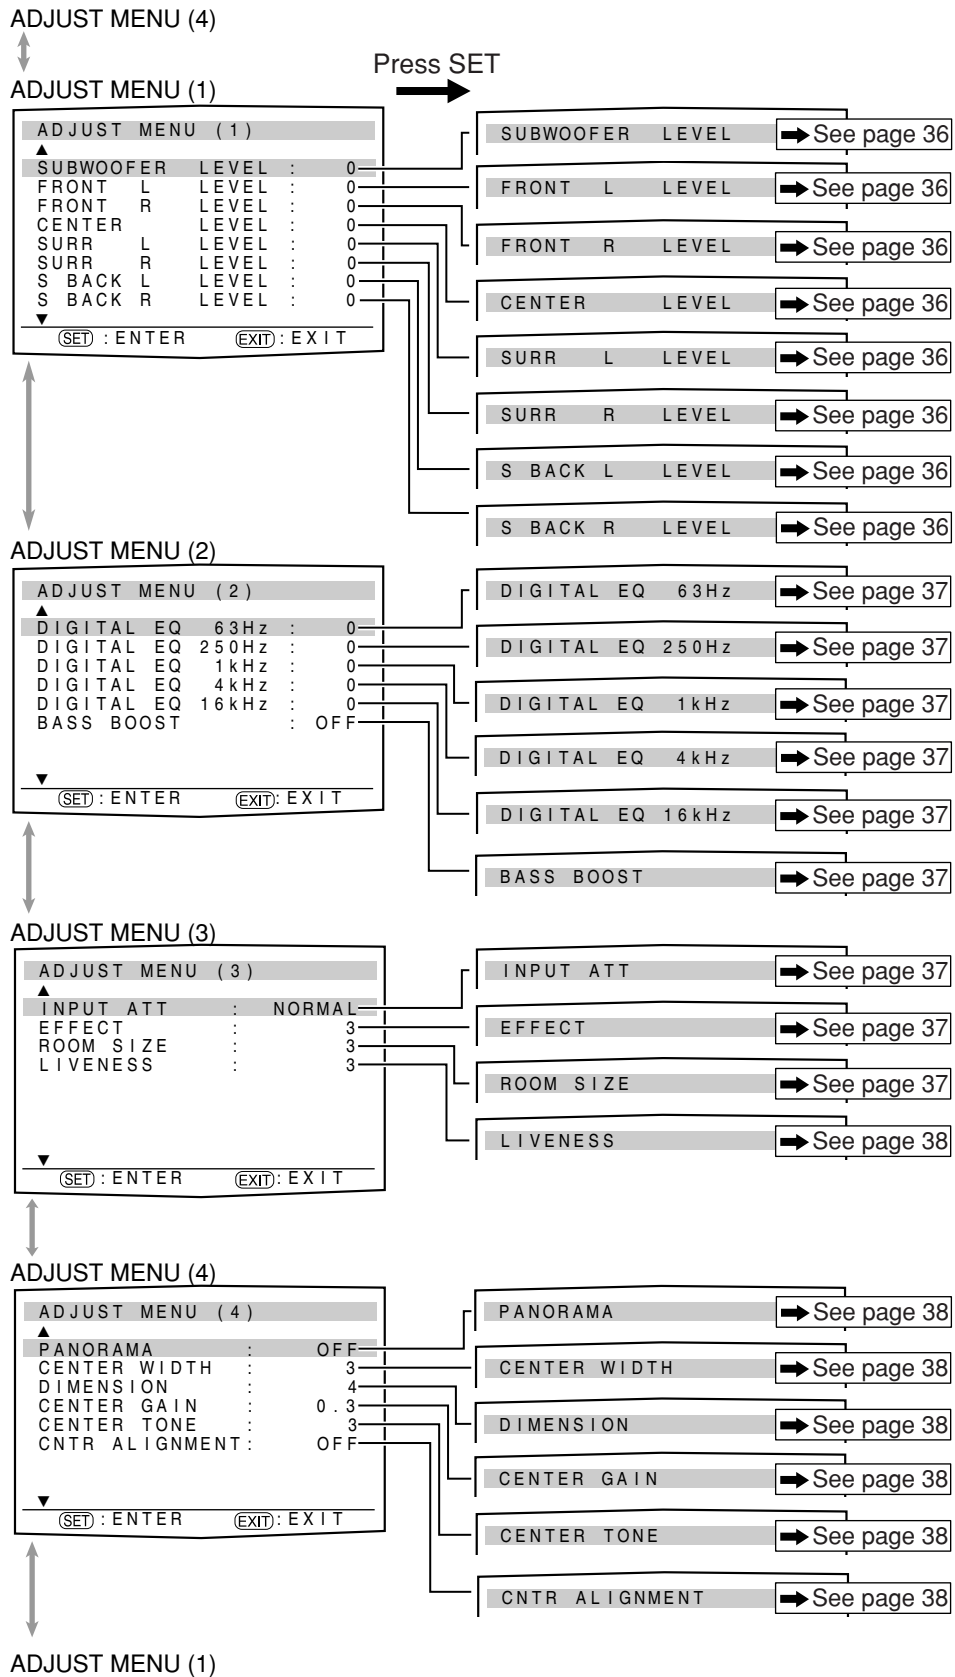 ADJUST MENU (4)
Press SET
ADJUST MENU (1)
ADJUST MENU (1)
▲
SUBWOOFER LEVEL : 0
FRONT L LEVEL : 0
FRONT R LEVEL : 0
CENTER LEVEL : 0
SURR L LEVEL : 0
SURR R LEVEL : 0
S BACK L LEVEL : 0
S BACK R LEVEL : 0
▼
SET : ENTER EXIT : EXIT
SUBWOOFER LEVEL ➡ See page 36
FRONT L LEVEL ➡ See page 36
FRONT R LEVEL ➡ See page 36
CENTER LEVEL ➡ See page 36
SURR L LEVEL ➡ See page 36
SURR R LEVEL ➡ See page 36
S BACK L LEVEL ➡ See page 36
S BACK R LEVEL ➡ See page 36
ADJUST MENU (2)
ADJUST MENU (2)
▲
DIGITAL EQ 63Hz : 0
DIGITAL EQ 250Hz : 0
DIGITAL EQ 1kHz : 0
DIGITAL EQ 4kHz : 0
DIGITAL EQ 16kHz : 0
BASS BOOST : OFF
▼
SET : ENTER EXIT : EXIT
DIGITAL EQ 63Hz ➡ See page 37
DIGITAL EQ 250Hz ➡ See page 37
DIGITAL EQ 1kHz ➡ See page 37
DIGITAL EQ 4kHz ➡ See page 37
DIGITAL EQ 16kHz ➡ See page 37
BASS BOOST ➡ See page 37
ADJUST MENU (3)
ADJUST MENU (3)
▲
INPUT ATT : NORMAL
EFFECT : 3
ROOM SIZE : 3
LIVENESS : 3
▼
SET : ENTER EXIT : EXIT
INPUT ATT ➡ See page 37
EFFECT ➡ See page 37
ROOM SIZE ➡ See page 37
LIVENESS ➡ See page 38
ADJUST MENU (4)
ADJUST MENU (4)
▲
PANORAMA : OFF
CENTER WIDTH : 3
DIMENSION : 4
CENTER GAIN : 0.3
CENTER TONE : 3
CNTR ALIGNMENT : OFF
▼
SET : ENTER EXIT : EXIT
PANORAMA ➡ See page 38
CENTER WIDTH ➡ See page 38
DIMENSION ➡ See page 38
CENTER GAIN ➡ See page 38
CENTER TONE ➡ See page 38
CNTR ALIGNMENT ➡ See page 38
ADJUST MENU (1)